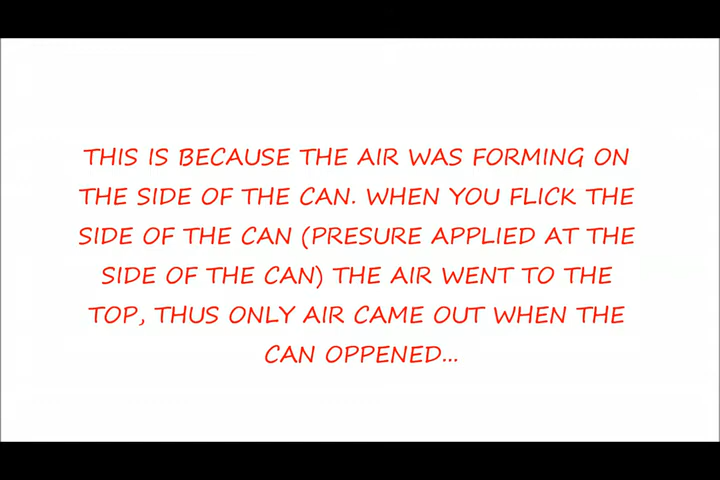 THIS IS BECAUSE THE AIR WAS FORMING ON
THE SIDE OF THE CAN. WHEN YOU FLICK THE
SIDE OF THE CAN (PRESURE APPLIED AT THE
SIDE OF THE CAN) THE AIR WENT TO THE
TOP, THUS ONLY AIR CAME OUT WHEN THE
CAN OPPENED...